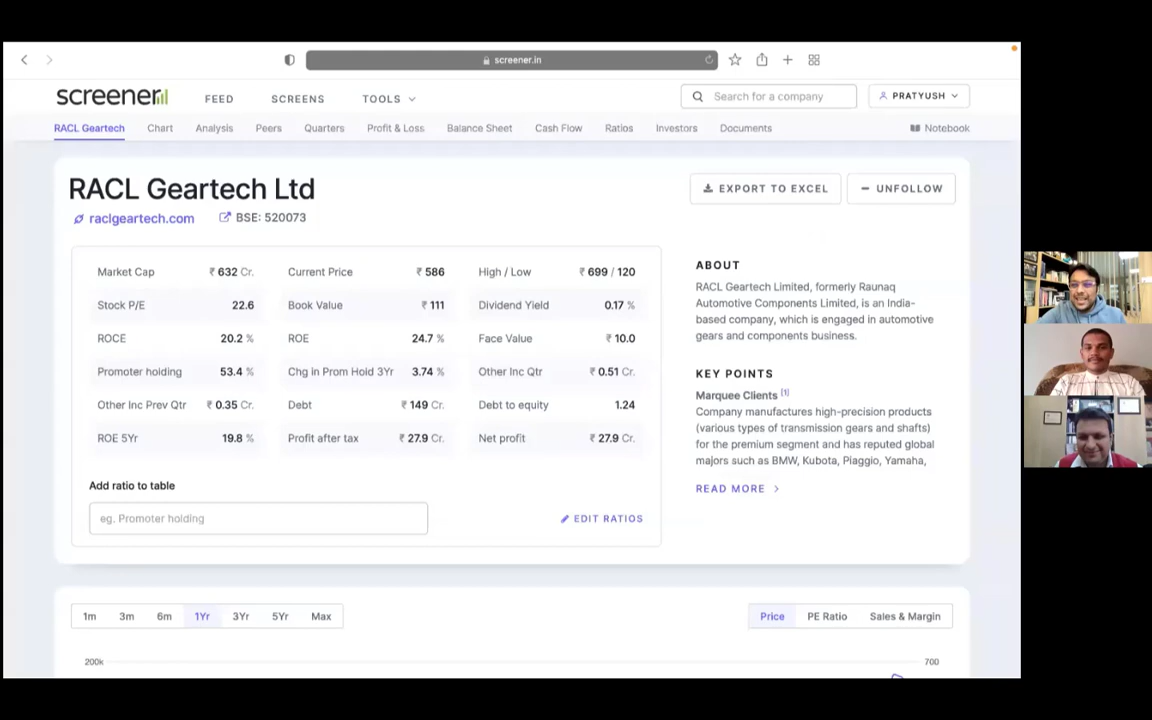 screener.in
screener
FEED SCREENS TOOLS
Search for a company
PRATYUSH
RACL Geartech Chart Analysis Peers Quarters Profit & Loss Balance Sheet Cash Flow Ratios Investors Documents Notebook
RACL Geartech Ltd
EXPORT TO EXCEL
UNFOLLOW
raclgeartech.com BSE: 520073
Market Cap ₹ 632 Cr. Current Price ₹ 586 High / Low ₹ 699 / 120
Stock P/E 22.6 Book Value ₹ 111 Dividend Yield 0.17 %
ROCE 20.2 % ROE 24.7 % Face Value ₹ 10.0
Promoter holding 53.4 % Chg in Prom Hold 3Yr 3.74 % Other Inc Qtr ₹ 0.51 Cr.
Other Inc Prev Qtr ₹ 0.35 Cr. Debt ₹ 149 Cr. Debt to equity 1.24
ROE 5Yr 19.8 % Profit after tax ₹ 27.9 Cr. Net profit ₹ 27.9 Cr.
Add ratio to table
eg. Promoter holding
EDIT RATIOS
ABOUT
RACL Geartech Limited, formerly Raunaq
Automotive Components Limited, is an India-
based company, which is engaged in automotive
gears and components business.
KEY POINTS
Marquee Clients [1]
Company manufactures high-precision products
(various types of transmission gears and shafts)
for the premium segment and has reputed global
majors such as BMW, Kubota, Piaggio, Yamaha,
READ MORE
1m 3m 6m 1Yr 3Yr 5Yr Max
Price PE Ratio Sales & Margin
200k 700